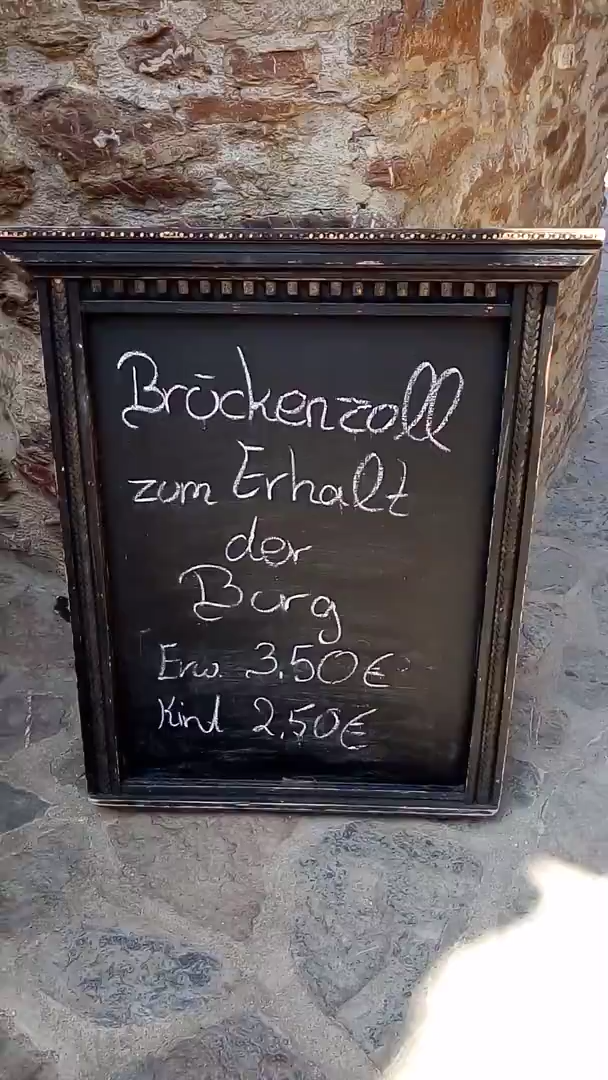 Brückenzoll
zum Erhalt
der
Burg
Erw. 3.50€
Kind 2.50€